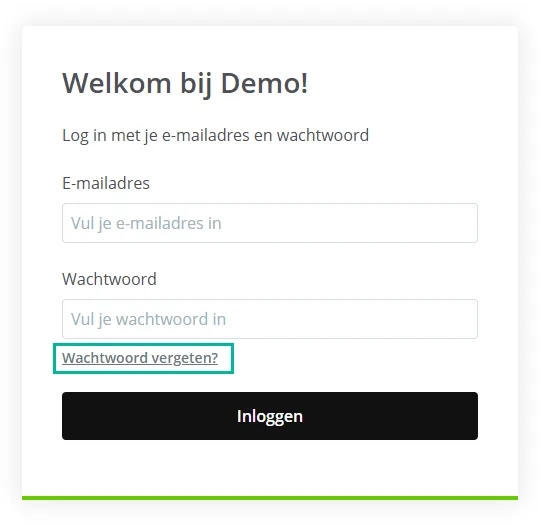 Welkom bij Demo!
Log in met je e-mailadres en wachtwoord
E-mailadres
Vul je e-mailadres in
Wachtwoord
Vul je wachtwoord in
Wachtwoord vergeten?
Inloggen